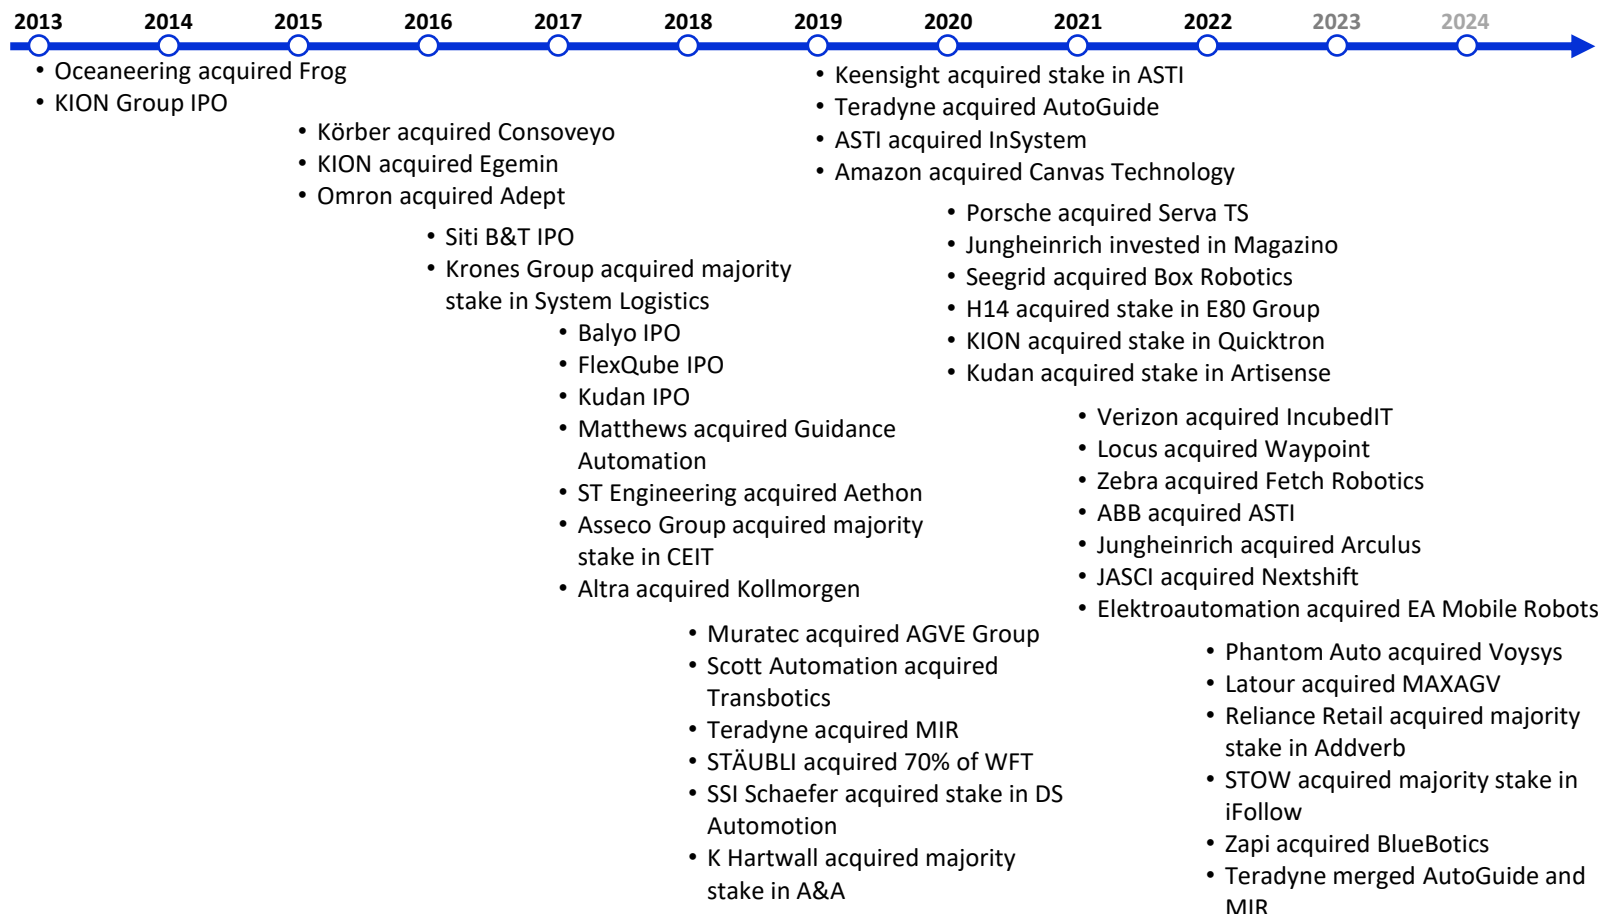 2013 2014 2015 2016 2017 2018 2019 2020 2021 2022 2023 2024
• Oceaneering acquired Frog
• KION Group IPO
• Körber acquired Consoveyo
• KION acquired Egemin
• Omron acquired Adept
• Siti B&T IPO
• Krones Group acquired majority
stake in System Logistics
• Balyo IPO
• FlexQube IPO
• Kudan IPO
• Matthews acquired Guidance
Automation
• ST Engineering acquired Aethon
• Asseco Group acquired majority
stake in CEIT
• Altra acquired Kollmorgen
• Muratec acquired AGVE Group
• Scott Automation acquired
Transbotics
• Teradyne acquired MIR
• STÄUBLI acquired 70% of WFT
• SSI Schaefer acquired stake in DS
Automotion
• K Hartwall acquired majority
stake in A&A
• Keensight acquired stake in ASTI
• Teradyne acquired AutoGuide
• ASTI acquired InSystem
• Amazon acquired Canvas Technology
• Porsche acquired Serva TS
• Jungheinrich invested in Magazino
• Seegrid acquired Box Robotics
• H14 acquired stake in E80 Group
• KION acquired stake in Quicktron
• Kudan acquired stake in Artisense
• Verizon acquired IncubedIT
• Locus acquired Waypoint
• Zebra acquired Fetch Robotics
• ABB acquired ASTI
• Jungheinrich acquired Arculus
• JASCI acquired Nextshift
• Elektroautomation acquired EA Mobile Robots
• Phantom Auto acquired Voysys
• Latour acquired MAXAGV
• Reliance Retail acquired majority
stake in Addverb
• STOW acquired majority stake in
iFollow
• Zapi acquired BlueBotics
• Teradyne merged AutoGuide and
MIR